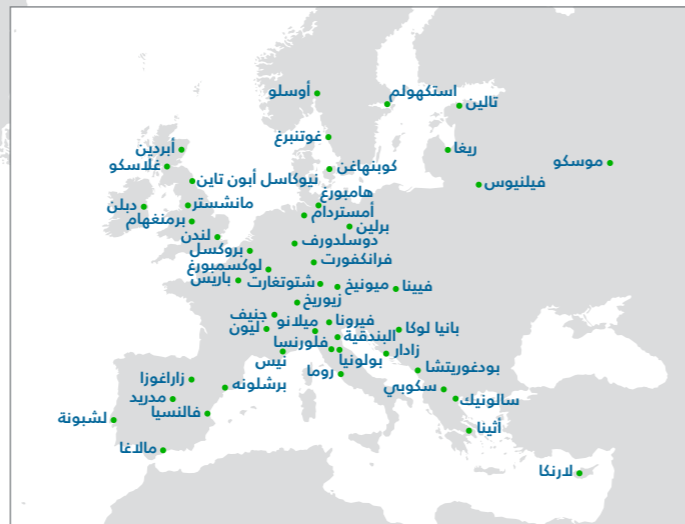 أوسلو
استكهولم
تالين
غوتنبرغ
أبردين
ريغا
غلاسكو
كوبنهاغن
موسكو
نيوكاسل أبون تاين
فيلنيوس
هامبورغ
دبلن
مانشستر
أمستردام
برمنغهام
برلين
لندن
دوسلدورف
بروكسل
فرانكفورت
لوكسمبورغ
باريس
شتوتغارت
ميونيخ
فيينا
زيوريخ
جنيف
ميلانو
فيرونا
ليون
البندقية
بانيا لوكا
فلورنسا
زادار
نيس
بولونيا
بودغوريتشا
روما
زاراغوزا
برشلونه
سكوبي
مدريد
سالونيك
فالنسيا
لشبونة
أثينا
مالاغا
لارنكا